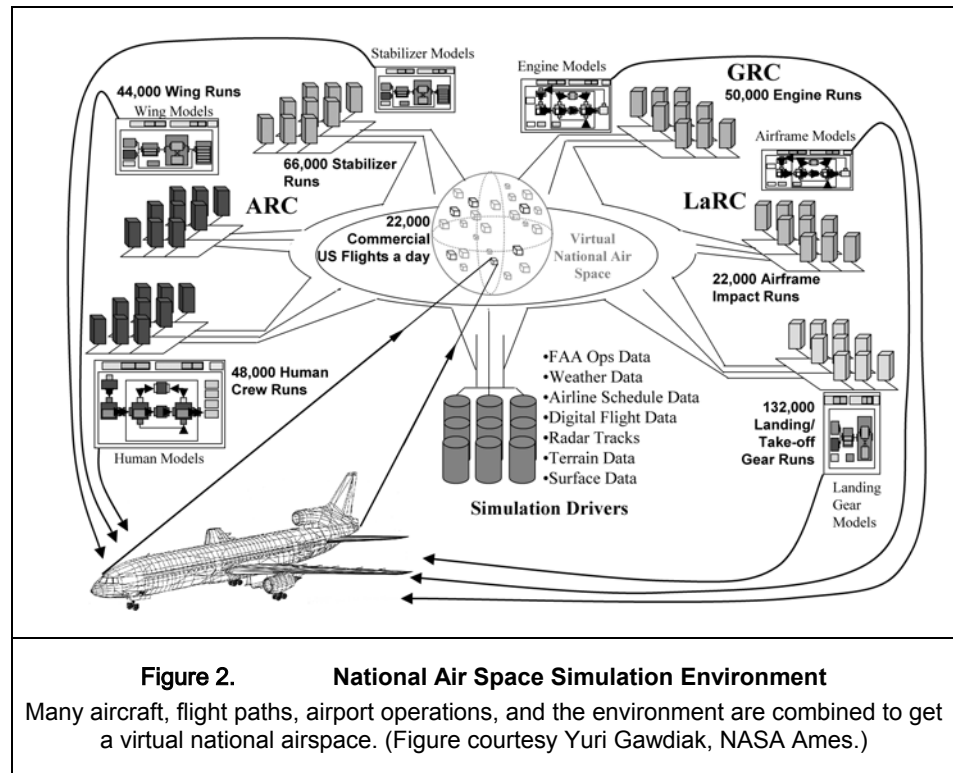 Stabilizer Models
44,000 Wing Runs
Wing Models
66,000 Stabilizer
Runs
ARC
Engine Models
GRC
50,000 Engine Runs
Airframe Models
LaRC
22,000
Commercial
US Flights a day
Virtual
National Air
Space
22,000 Airframe
Impact Runs
48,000 Human
Crew Runs
Human Models
•FAA Ops Data
•Weather Data
•Airline Schedule Data
•Digital Flight Data
•Radar Tracks
•Terrain Data
•Surface Data
Simulation Drivers
132,000
Landing/
Take-off
Gear Runs
Landing
Gear
Models
Figure 2. National Air Space Simulation Environment
Many aircraft, flight paths, airport operations, and the environment are combined to get
a virtual national airspace. (Figure courtesy Yuri Gawdiak, NASA Ames.)